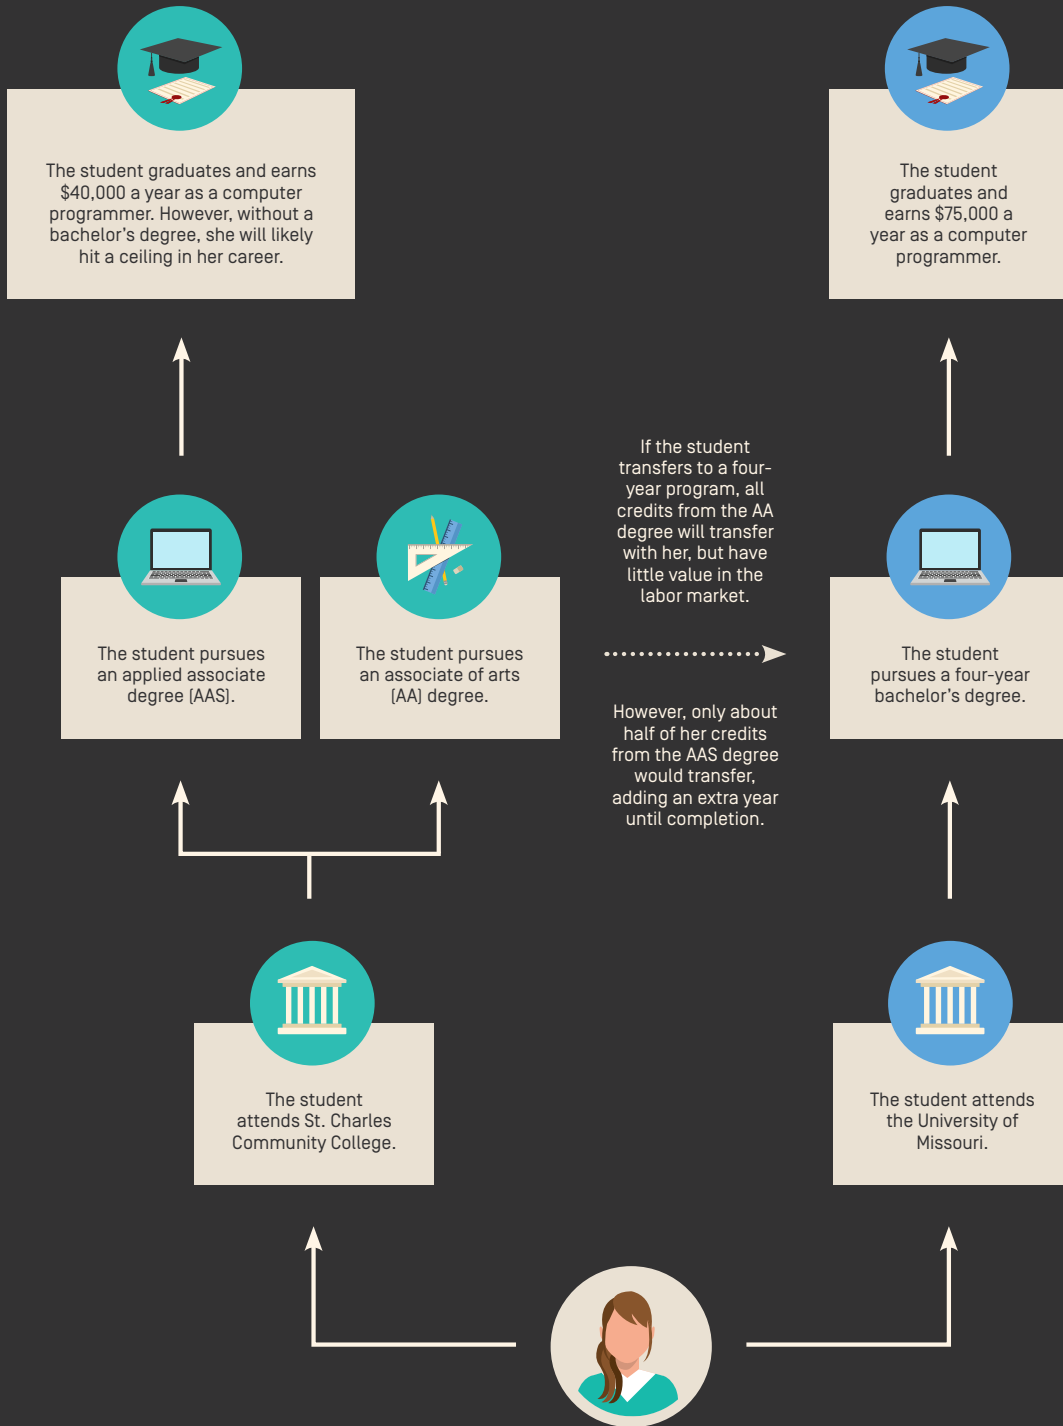 The student graduates and earns
$40,000 a year as a computer
programmer. However, without a
bachelor's degree, she will likely
hit a ceiling in her career.
The student
graduates and
earns $75,000 a
year as a computer
programmer.
If the student
transfers to a four-
year program, all
credits from the AA
degree will transfer
with her, but have
little value in the
labor market.
The student pursues
an applied associate
degree (AAS).
The student pursues
an associate of arts
(AA) degree.
The student
pursues a four-year
bachelor's degree.
However, only about
half of her credits
from the AAS degree
would transfer,
adding an extra year
until completion.
The student
attends St. Charles
Community College.
The student attends
the University of
Missouri.